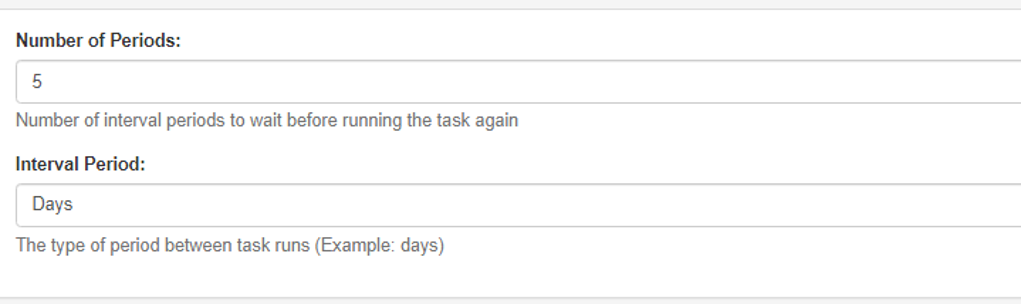 Number of Periods:
5
Number of interval periods to wait before running the task again
Interval Period:
Days
The type of period between task runs (Example: days)